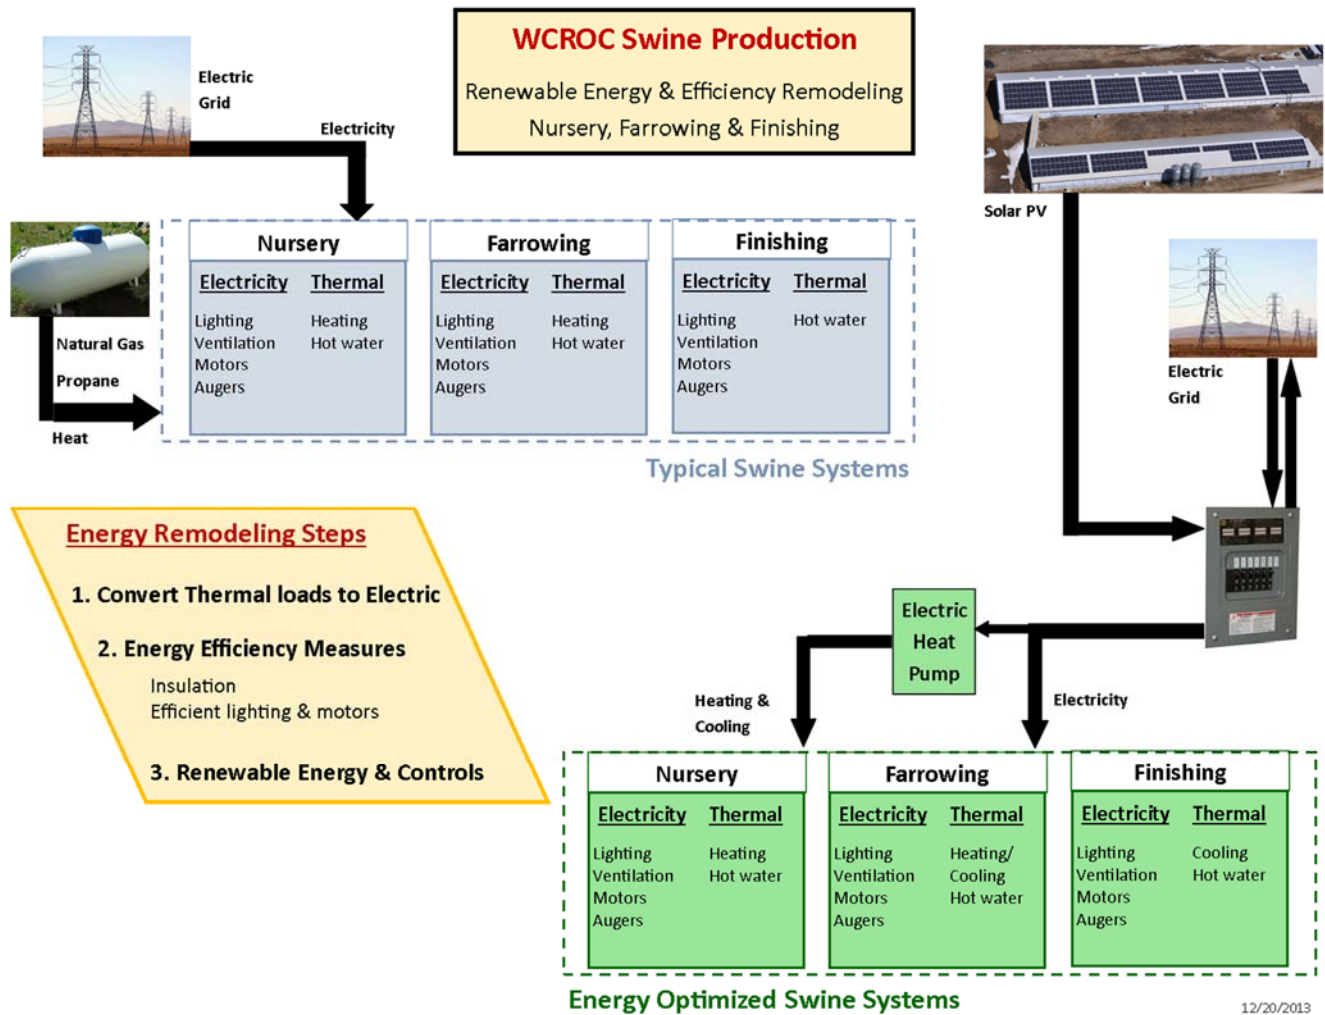 WCROC Swine Production
Renewable Energy & Efficiency Remodeling
Nursery, Farrowing & Finishing
Electric
Grid
Electricity
Natural Gas
Propane
Heat
Nursery
Electricity Thermal
Lighting Heating
Ventilation Hot water
Motors
Augers
Farrowing
Electricity Thermal
Lighting Heating
Ventilation Hot water
Motors
Augers
Finishing
Electricity Thermal
Lighting Hot water
Ventilation
Motors
Augers
Typical Swine Systems
Solar PV
Electric
Grid
Energy Remodeling Steps
1. Convert Thermal loads to Electric
2. Energy Efficiency Measures
Insulation
Efficient lighting & motors
3. Renewable Energy & Controls
Electric
Heat
Pump
Heating &
Cooling
Electricity
Nursery
Electricity Thermal
Lighting Heating
Ventilation Hot water
Motors
Augers
Farrowing
Electricity Thermal
Lighting Heating/
Ventilation Cooling
Motors Hot water
Augers
Finishing
Electricity Thermal
Lighting Cooling
Ventilation Hot water
Motors
Augers
Energy Optimized Swine Systems
12/20/2013